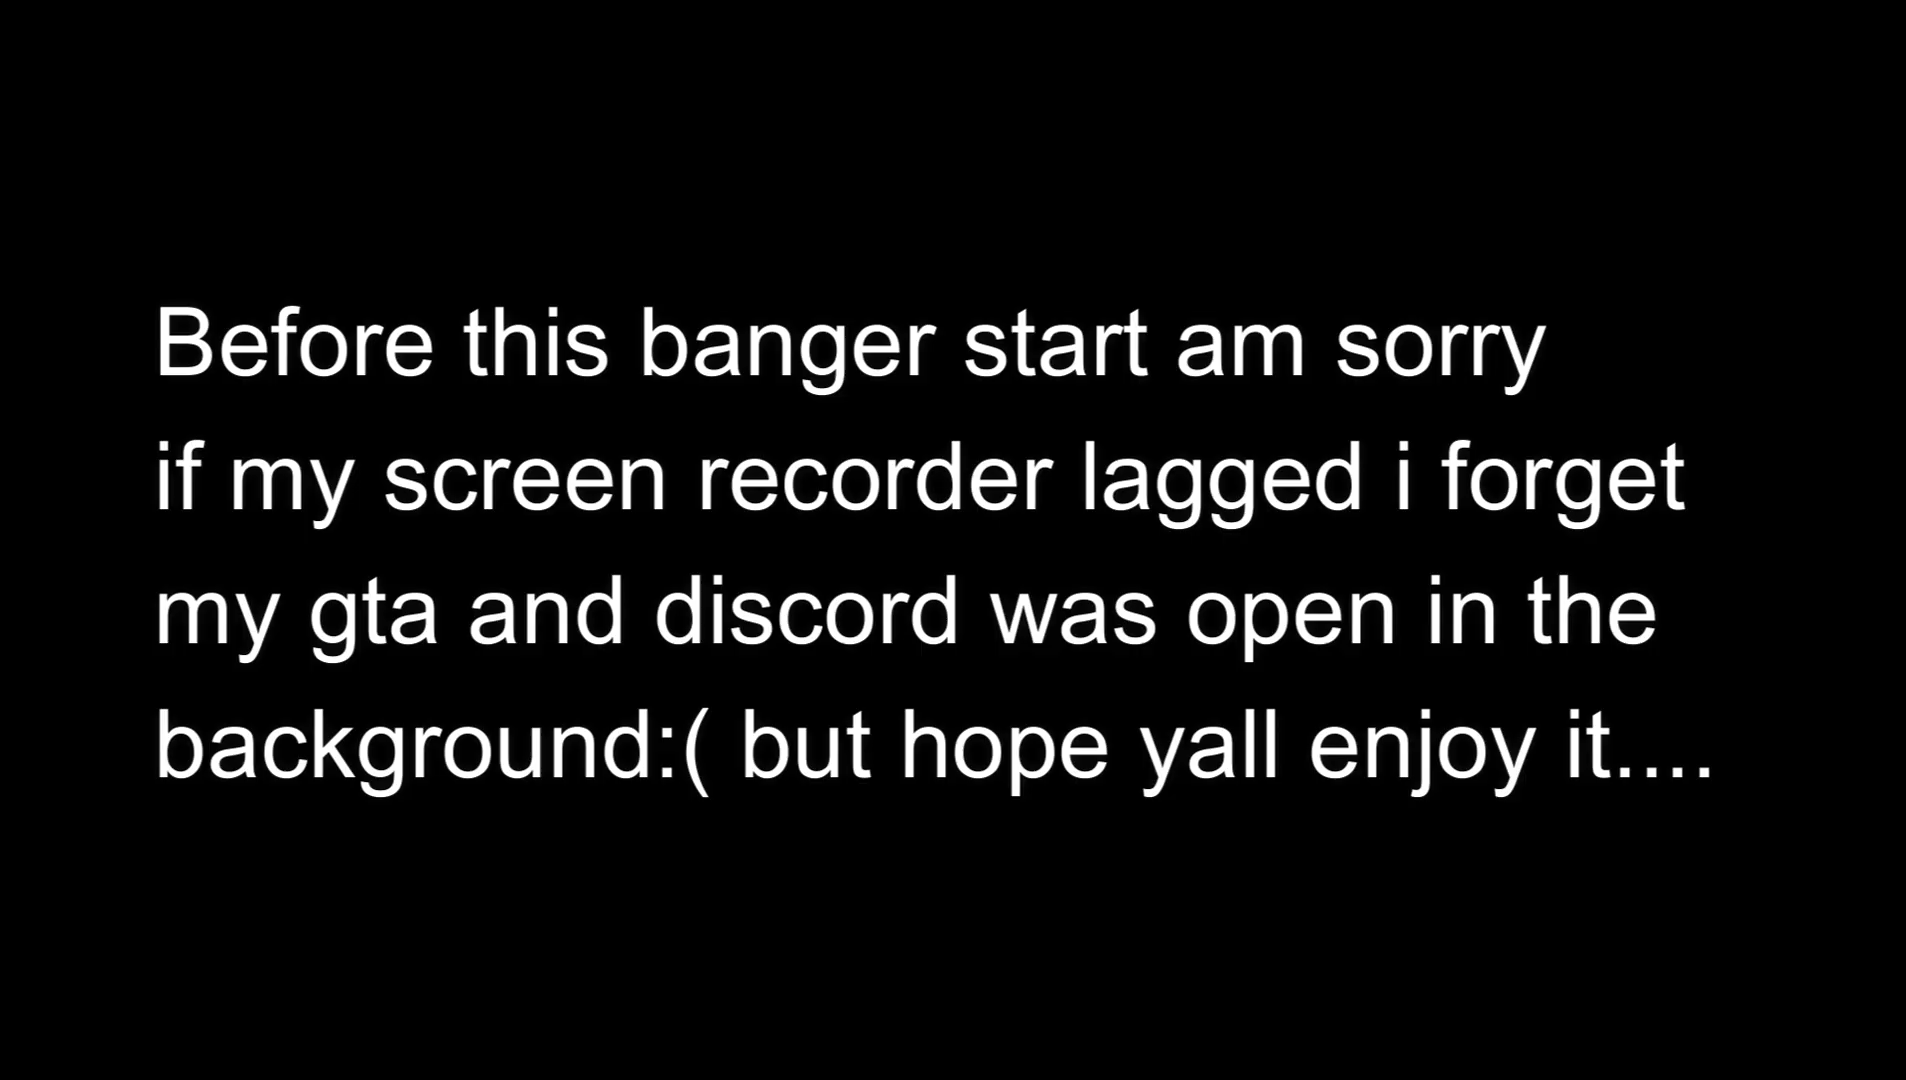 Before this banger start am sorry
if my screen recorder lagged i forget
my gta and discord was open in the
background:( but hope yall enjoy it....